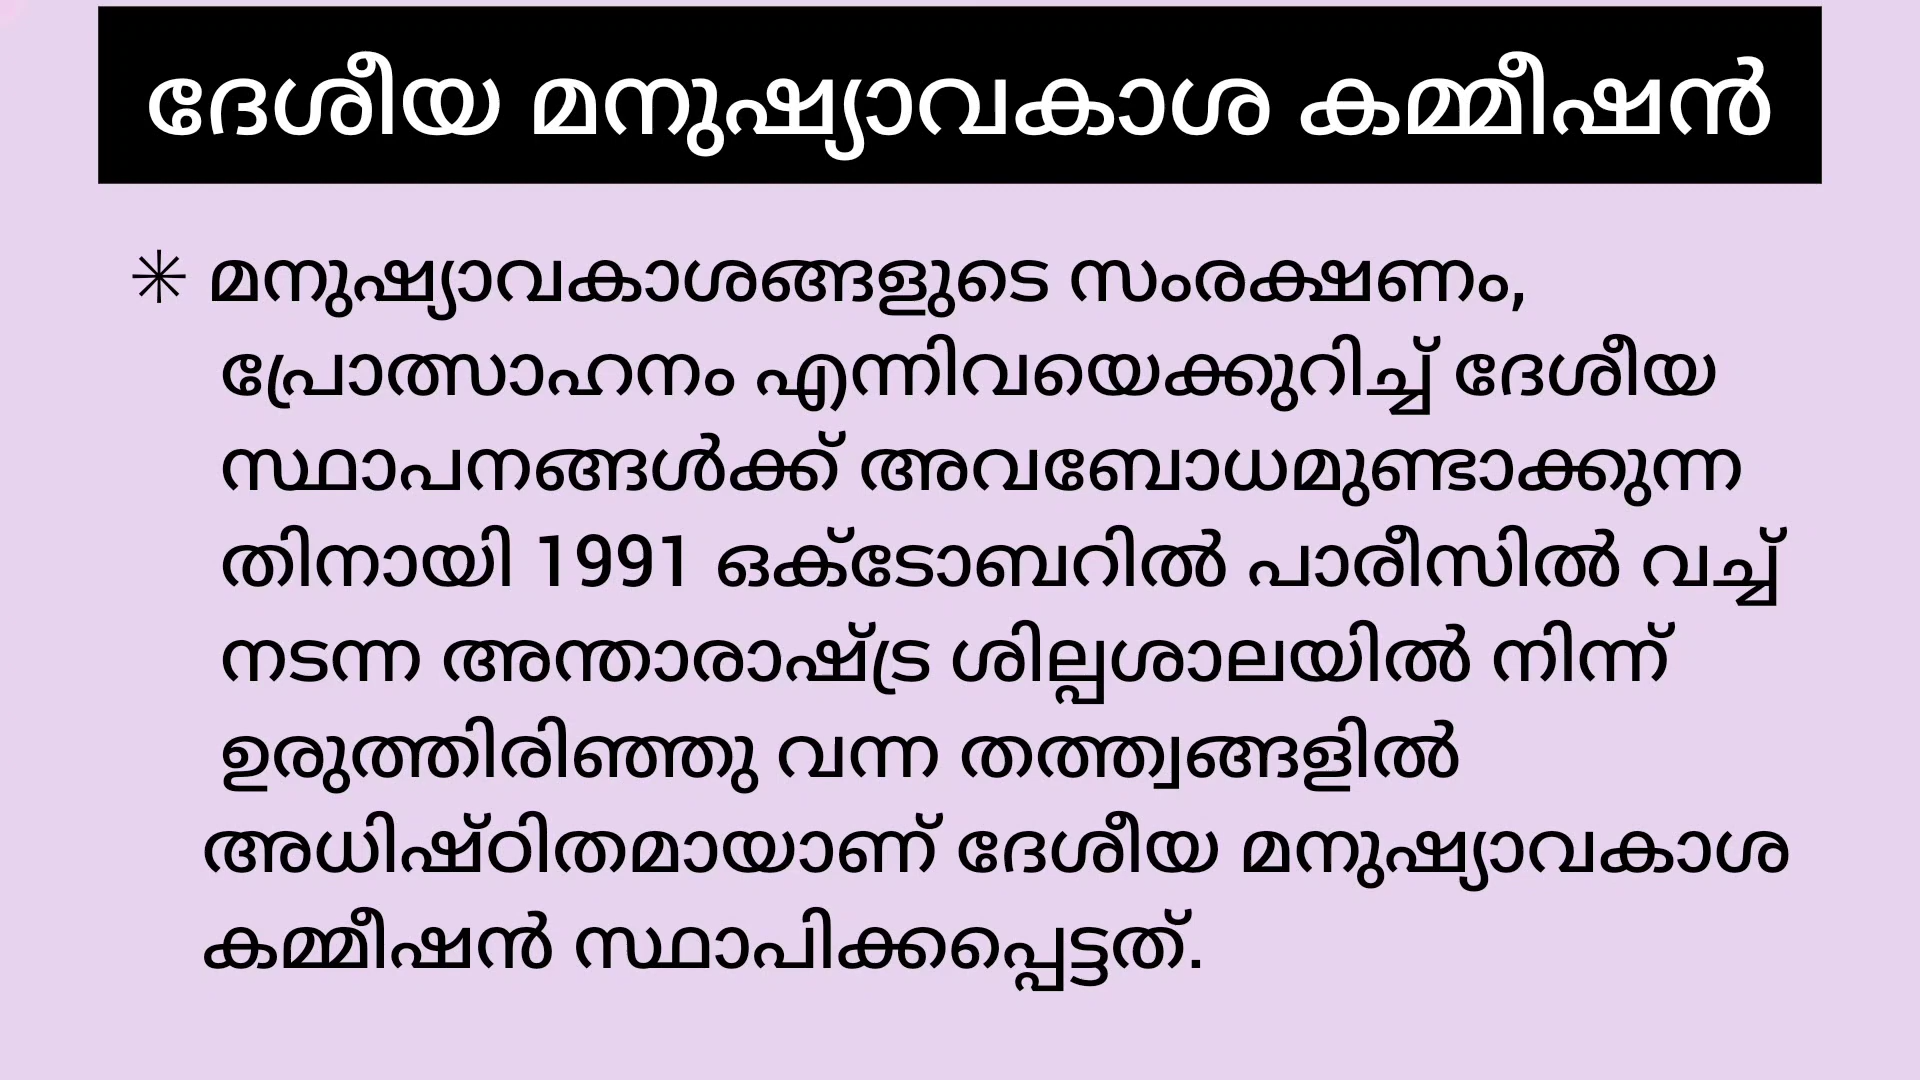 ദേശീയ മനുഷ്യാവകാശ കമ്മീഷൻ
✳ മനുഷ്യാവകാശങ്ങളുടെ സംരക്ഷണം,
പ്രോത്സാഹനം എന്നിവയെക്കുറിച്ച് ദേശീയ
സ്ഥാപനങ്ങൾക്ക് അവബോധമുണ്ടാക്കുന്ന
തിനായി 1991 ഒക്ടോബറിൽ പാരീസിൽ വച്ച്
നടന്ന അന്താരാഷ്ട്ര ശില്പശാലയിൽ നിന്ന്
ഉരുത്തിരിഞ്ഞു വന്ന തത്ത്വങ്ങളിൽ
അധിഷ്ഠിതമായാണ് ദേശീയ മനുഷ്യാവകാശ
കമ്മീഷൻ സ്ഥാപിക്കപ്പെട്ടത്.